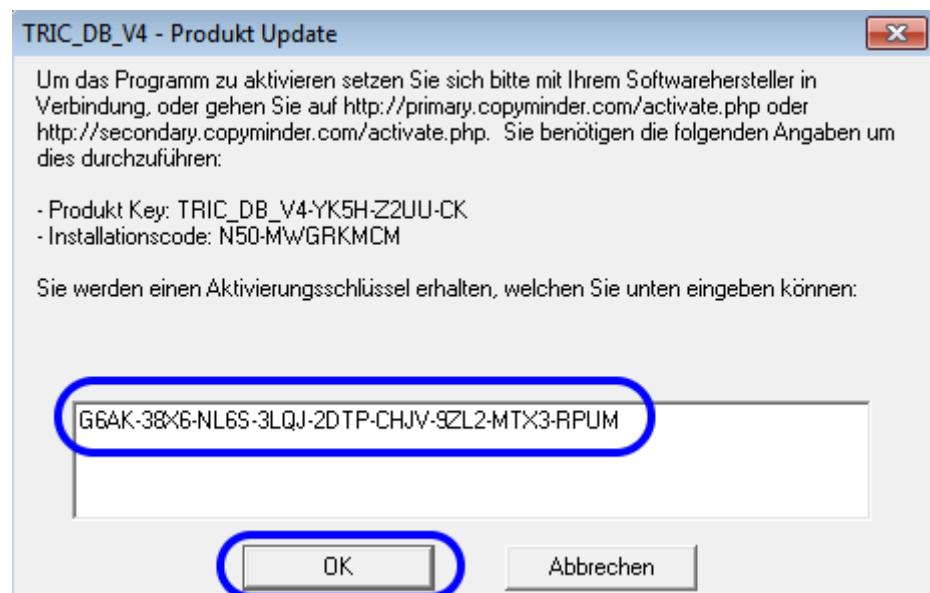 TRIC_DB_V4 - Produkt Update
Um das Programm zu aktivieren setzen Sie sich bitte mit Ihrem Softwarehersteller in
Verbindung, oder gehen Sie auf http://primary.copyminder.com/activate.php oder
http://secondary.copyminder.com/activate.php.  Sie benötigen die folgenden Angaben um
dies durchzuführen:
- Produkt Key: TRIC_DB_V4-YK5H-Z2UU-CK
- Installationscode: N50-MWGRKMCM
Sie werden einen Aktivierungsschlüssel erhalten, welchen Sie unten eingeben können:
G6AK-38X6-NL6S-3LQJ-2DTP-CHJV-9ZL2-MTX3-RPUM
OK
Abbrechen